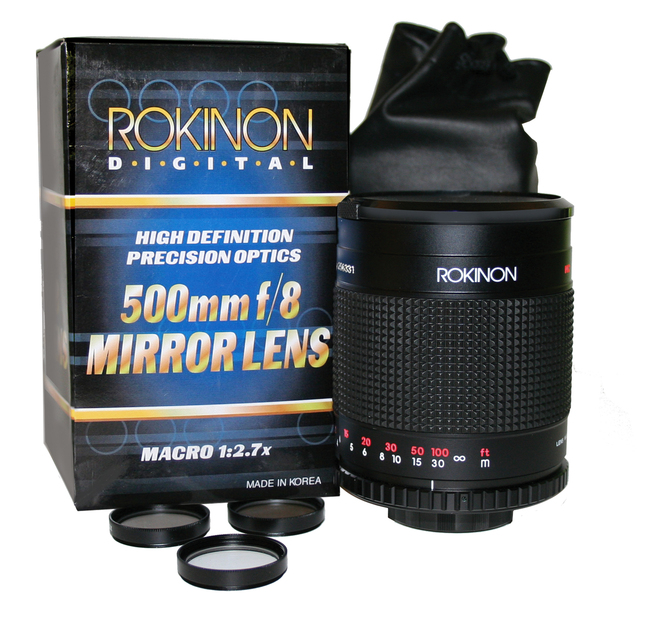 ROKINON
D·I·G·I·T·A·L
HIGH DEFINITION
PRECISION OPTICS
500mm f/8
MIRROR LENS
MACRO 1:2.7x
MADE IN KOREA
ROKINON
15 20 30 50 100 ft
5 6 8 10 15 30 ∞ m